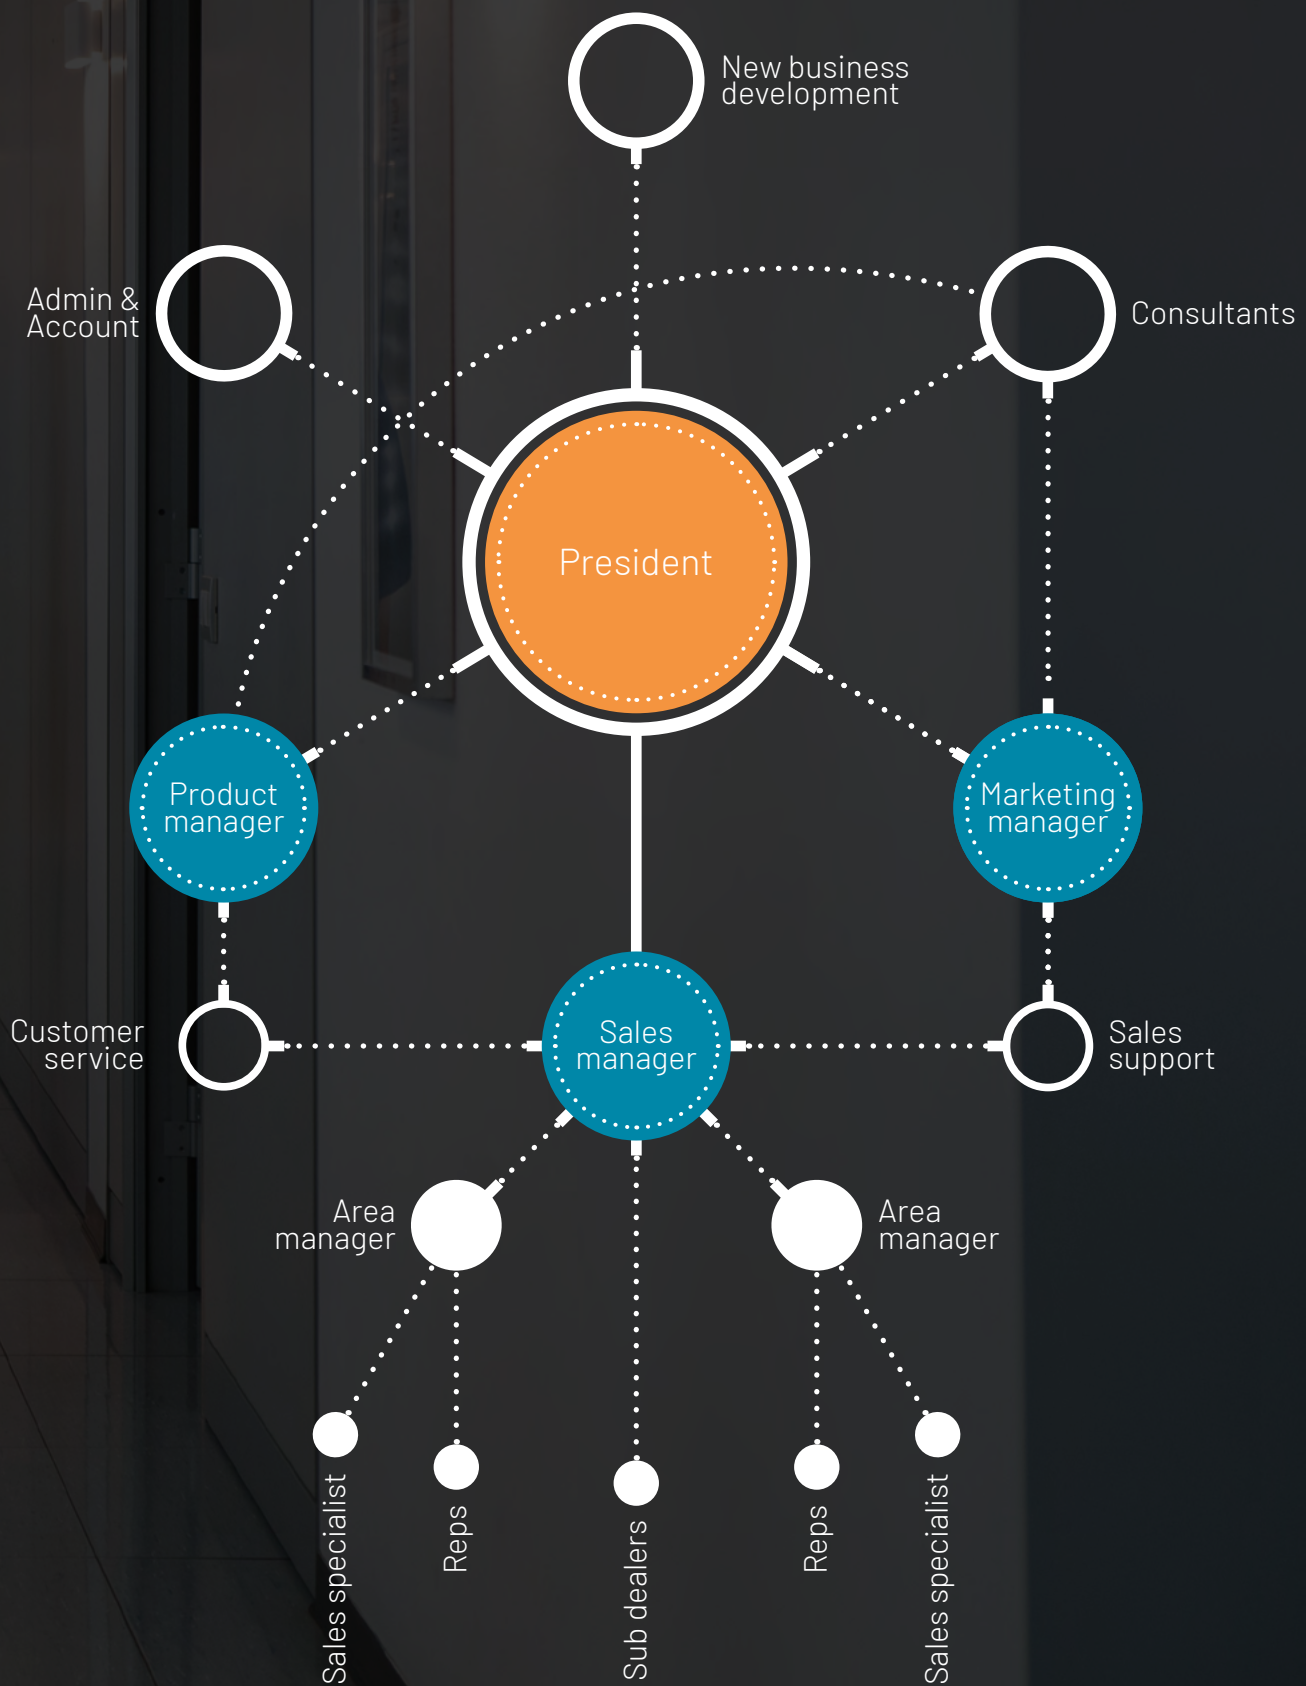 New business
development
Admin &
Account
Consultants
President
Product
manager
Marketing
manager
Customer
service
Sales
manager
Sales
support
Area
manager
Area
manager
Sales specialist
Reps
Sub dealers
Reps
Sales specialist